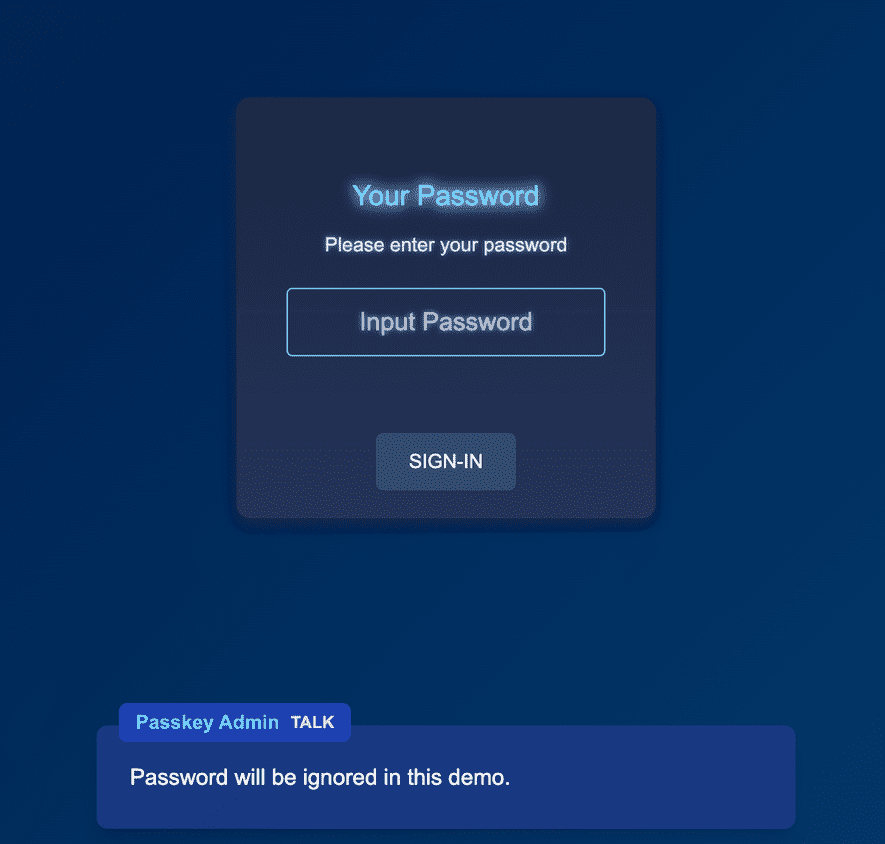 Your Password
Please enter your password
Input Password
SIGN-IN
Passkey Admin TALK
Password will be ignored in this demo.